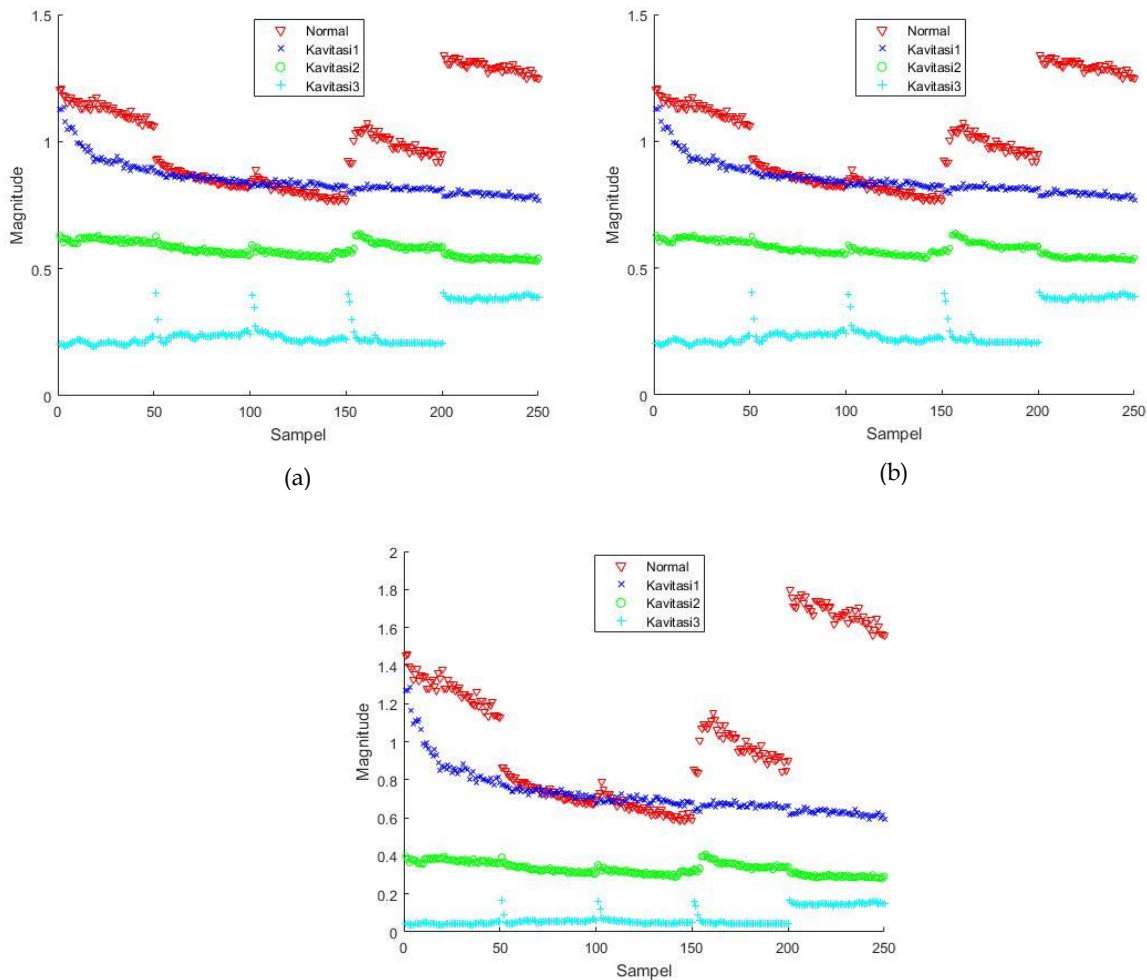 1.5
1
0.5
0
Magnitude
Normal
Kavitasi1
Kavitasi2
Kavitasi3
0 50 100 150 200 250
Sampel
(a)
1.5
1
0.5
0
Magnitude
Normal
Kavitasi1
Kavitasi2
Kavitasi3
0 50 100 150 200 250
Sampel
(b)
2
1.8
1.6
1.4
1.2
1
0.8
0.6
0.4
0.2
0
Magnitude
Normal
Kavitasi1
Kavitasi2
Kavitasi3
0 50 100 150 200 250
Sampel